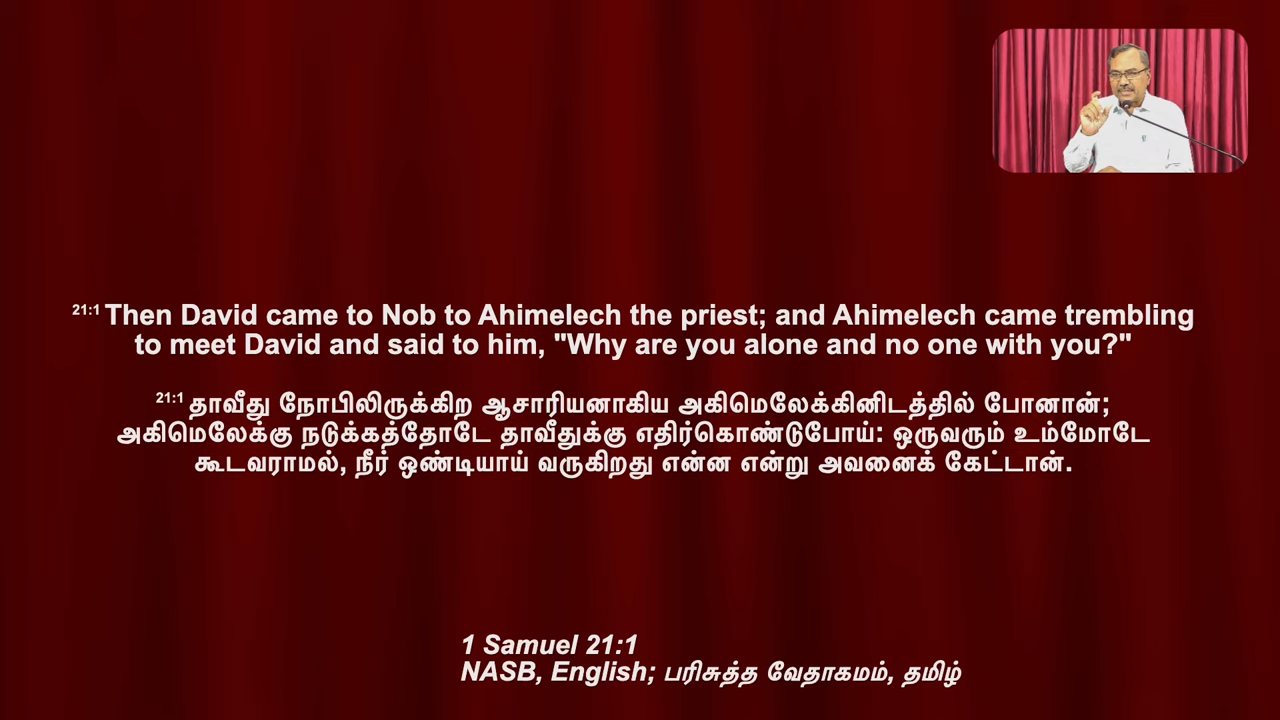 21:1 Then David came to Nob to Ahimelech the priest; and Ahimelech came trembling
to meet David and said to him, "Why are you alone and no one with you?"
21:1 தாவீது நோபிலிருக்கிற ஆசாரியனாகிய அகிமெலேக்கினிடத்தில் போனான்;
அகிமெலேக்கு நடுக்கத்தோடே தாவீதுக்கு எதிர்கொண்டுபோய்: ஒருவரும் உம்மோடே
கூடவராமல், நீர் ஒண்டியாய் வருகிறது என்ன என்று அவனைக் கேட்டான்.
1 Samuel 21:1
NASB, English; பரிசுத்த வேதாகமம், தமிழ்